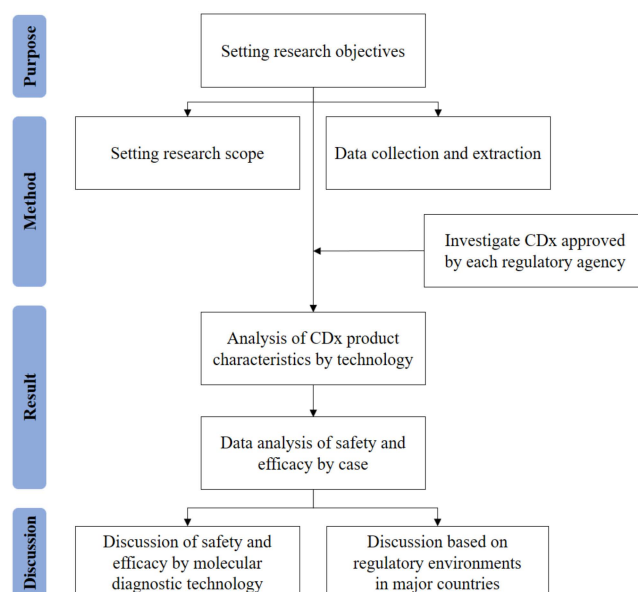 Purpose
Setting research objectives
Method
Setting research scope
Data collection and extraction
Investigate CDx approved
by each regulatory agency
Result
Analysis of CDx product
characteristics by technology
Data analysis of safety and
efficacy by case
Discussion
Discussion of safety and
efficacy by molecular
diagnostic technology
Discussion based on
regulatory environments
in major countries